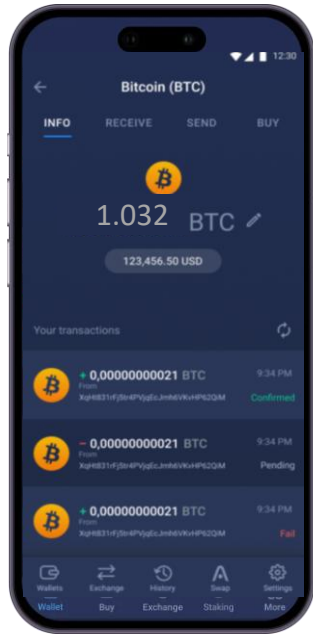 12:30
Bitcoin (BTC)
INFO RECEIVE SEND BUY
1.032 BTC
123,456.50 USD
Your transactions
+ 0,00000000021 BTC 9:34 PM
From
Confirmed
− 0,00000000021 BTC 9:34 PM
From
Pending
+ 0,00000000021 BTC 9:34 PM
From
Fail
Wallets Exchange History Swap Settings
Wallet Buy Exchange Staking More